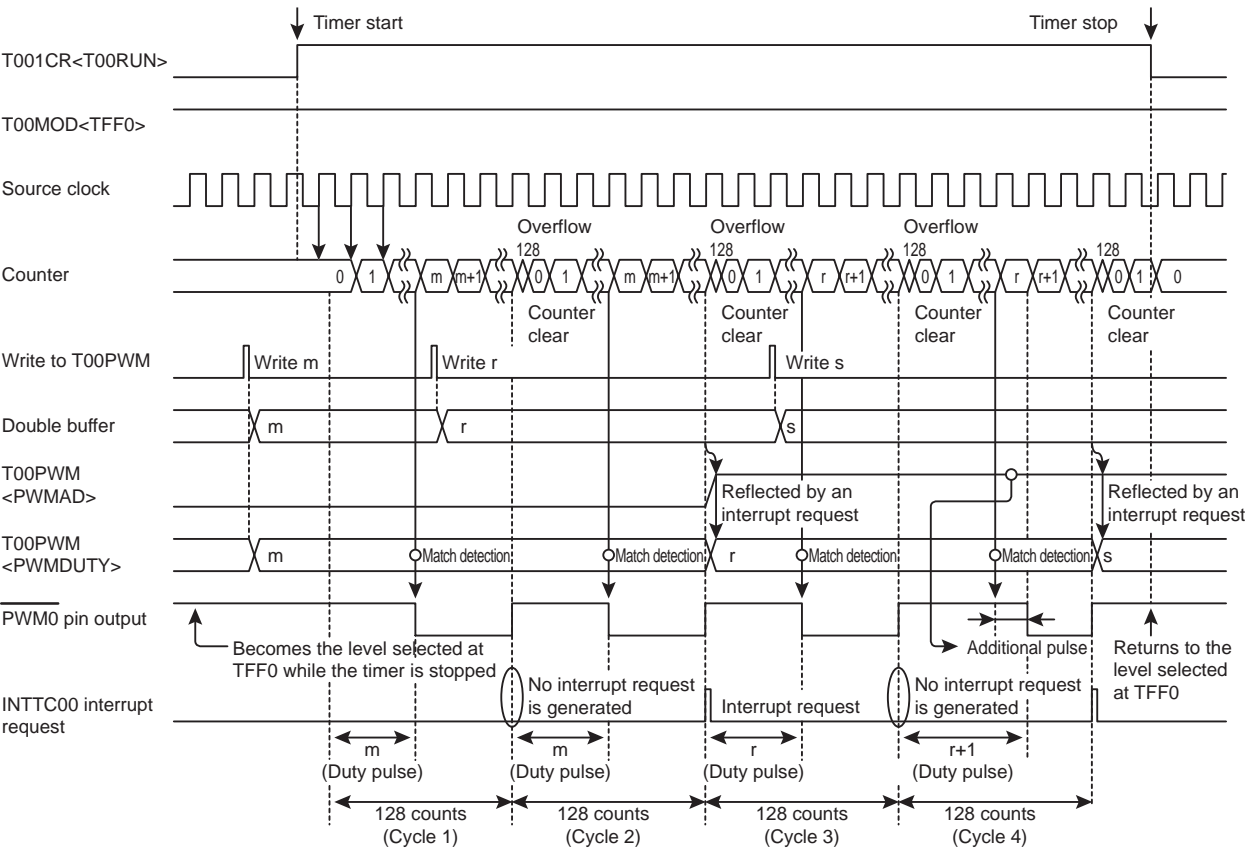 Timer start
Timer stop
T001CR<T00RUN>
T00MOD<TFF0>
Source clock
Overflow
Overflow
Overflow
128
128
128
128
Counter
0 1 m m+1 0 1 m m+1 0 1 r r+1 0 1 r r+1 0 1 0
Counter
clear
Counter
clear
Counter
clear
Counter
clear
Write to T00PWM
Write m
Write r
Write s
Double buffer
m
r
s
T00PWM
<PWMAD>
Reflected by an
interrupt request
Reflected by an
interrupt request
T00PWM
<PWMDUTY>
m
Match detection
Match detection
r
Match detection
Match detection
s
PWM0 pin output
Becomes the level selected at
TFF0 while the timer is stopped
Additional pulse
Returns to the
level selected
at TFF0
INTTC00 interrupt
request
No interrupt request
is generated
Interrupt request
No interrupt request
is generated
m
(Duty pulse)
m
(Duty pulse)
r
(Duty pulse)
r+1
(Duty pulse)
128 counts
(Cycle 1)
128 counts
(Cycle 2)
128 counts
(Cycle 3)
128 counts
(Cycle 4)